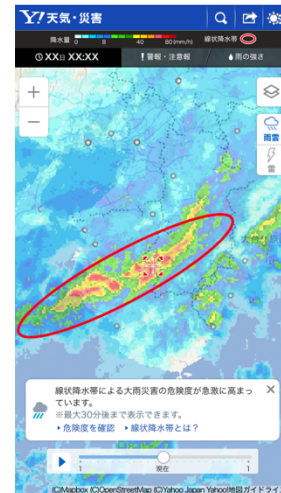 Y!天気・災害
降水量 0 8 40 80(mm/h) 線状降水帯
XX日 XX:XX !警報・注意報 雨の強さ
+
−
雨雲
雷
線状降水帯による大雨災害の危険度が急激に高まっ
ています。
※最大30分後まで表示できます。
危険度を確認 線状降水帯とは?
×
1 現在 1
(C)Mapbox (C)OpenStreetMap (C)Yahoo Japan Yahoo!地図ガイドライ